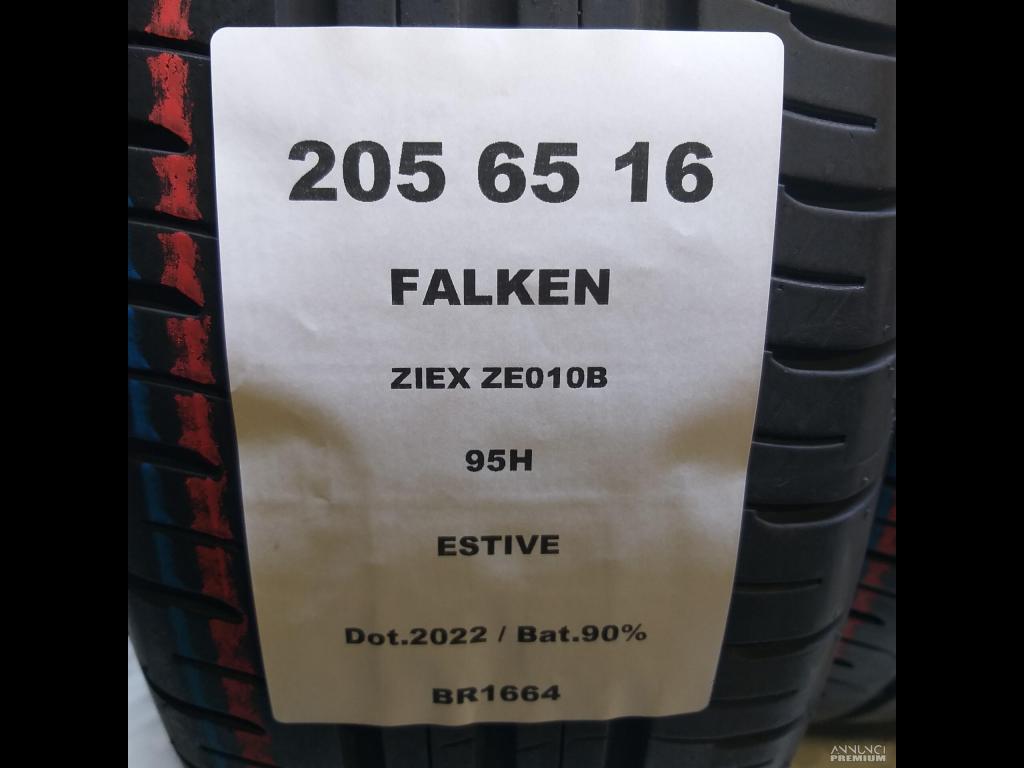 205 65 16
FALKEN
ZIEX ZE010B
95H
ESTIVE
Dot.2022 / Bat.90%
BR1664
ANNUNCI
PREMIUM